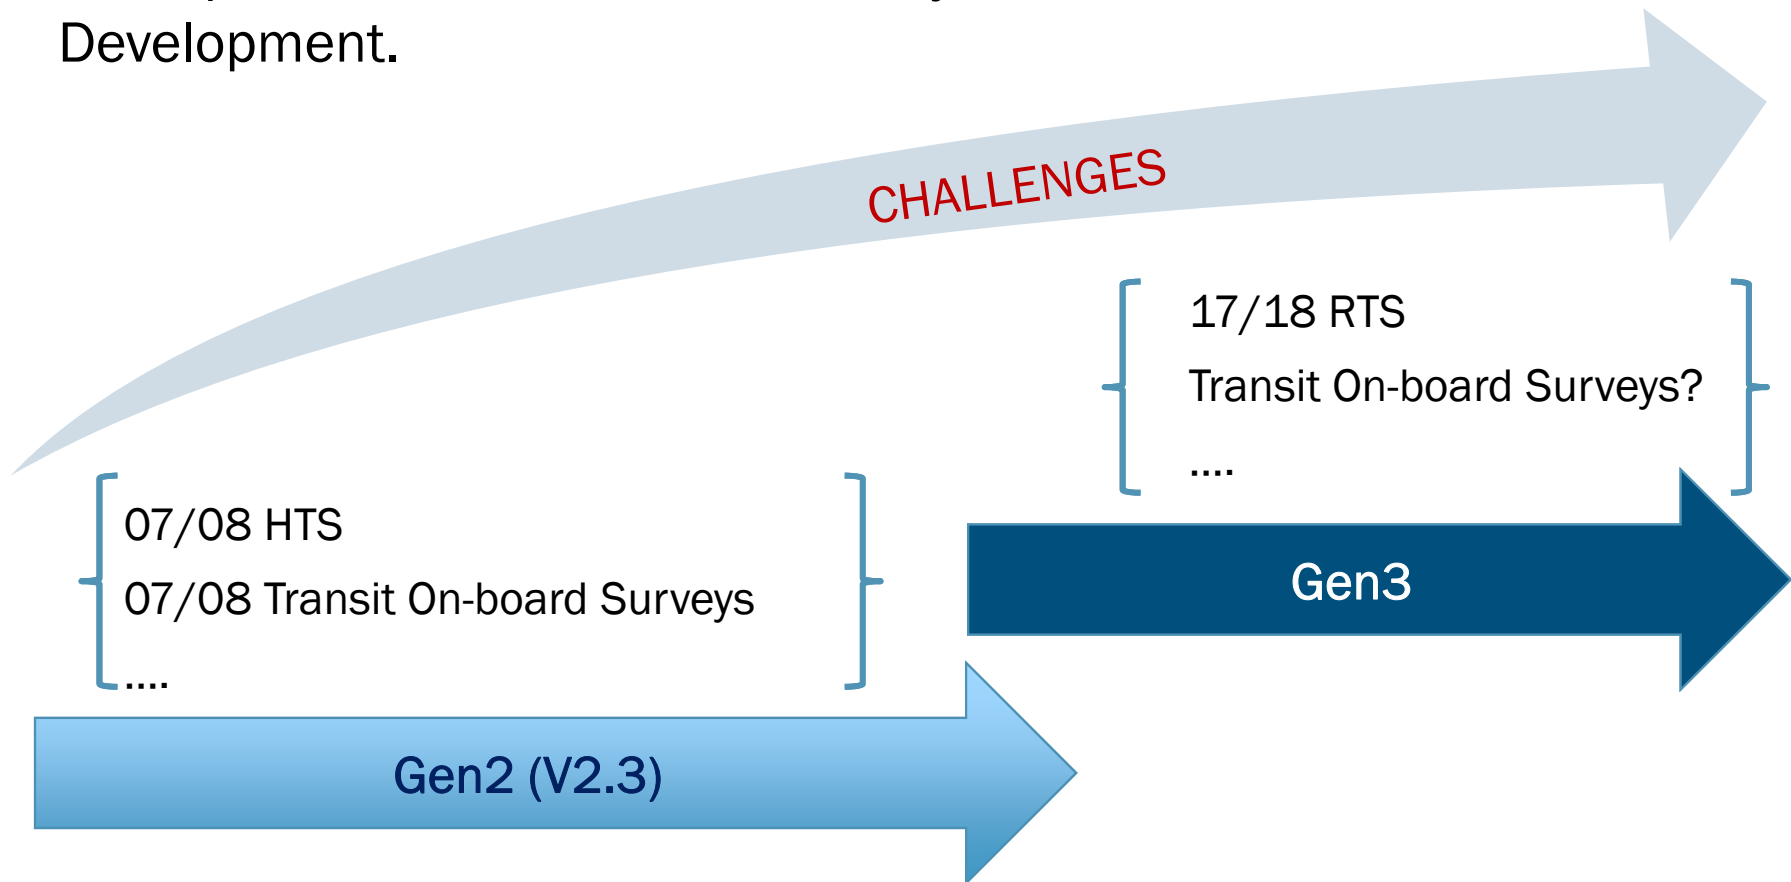 Development.
CHALLENGES
17/18 RTS
Transit On-board Surveys?
....
07/08 HTS
07/08 Transit On-board Surveys
....
Gen3
Gen2 (V2.3)